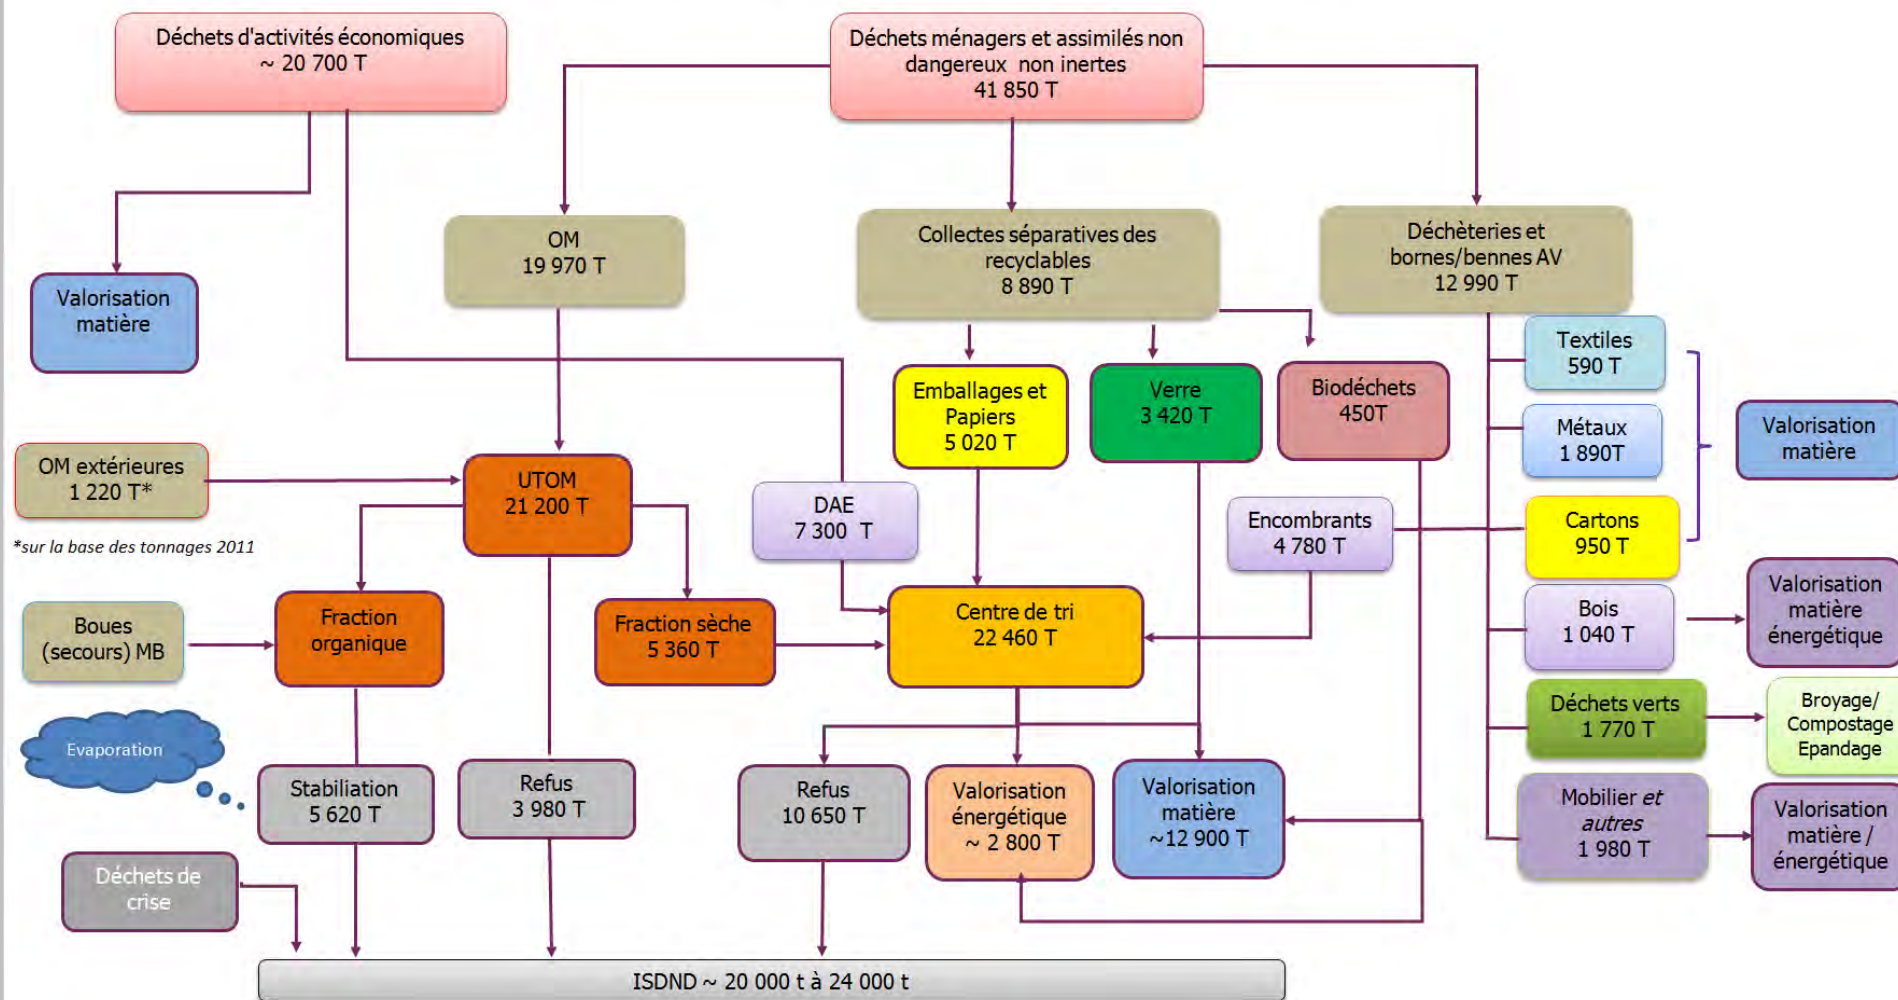 Déchets d'activités économiques
~ 20 700 T
Déchets ménagers et assimilés non
dangereux  non inertes
41 850 T
OM
19 970 T
Collectes séparatives des
recyclables
8 890 T
Déchèteries et
bornes/bennes AV
12 990 T
Valorisation
matière
Textiles
590 T
Emballages et
Papiers
5 020 T
Verre
3 420 T
Biodéchets
450T
Métaux
1 890T
Valorisation
matière
OM extérieures
1 220 T*
UTOM
21 200 T
DAE
7 300  T
Encombrants
4 780 T
Cartons
950 T
*sur la base des tonnages 2011
Boues
(secours) MB
Fraction
organique
Fraction sèche
5 360 T
Centre de tri
22 460 T
Bois
1 040 T
Valorisation
matière
énergétique
Déchets verts
1 770 T
Broyage/
Compostage
Epandage
Evaporation
Stabiliation
5 620 T
Refus
3 980 T
Refus
10 650 T
Valorisation
énergétique
~ 2 800 T
Valorisation
matière
~12 900 T
Mobilier et
autres
1 980 T
Valorisation
matière /
énergétique
Déchets de
crise
ISDND ~ 20 000 t à 24 000 t